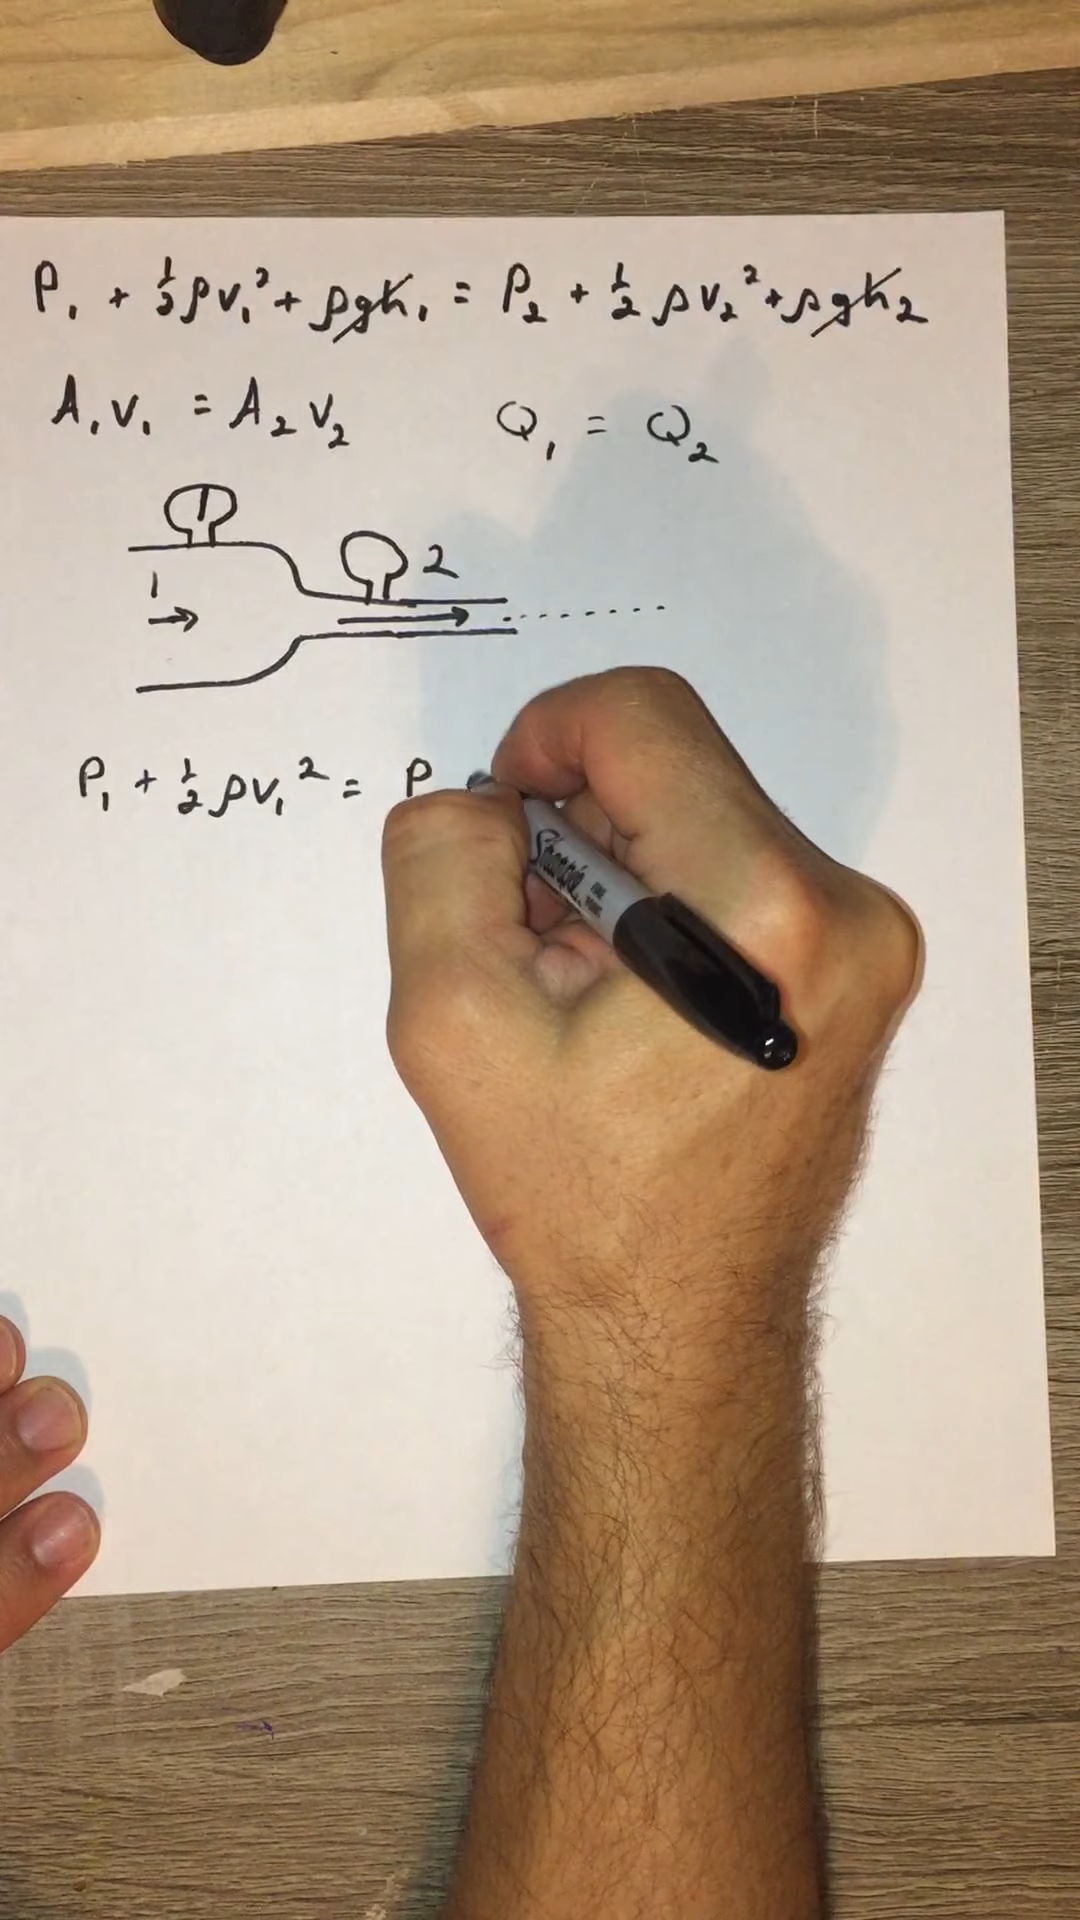 P₁ + ½ρv₁² + ρgh₁ = P₂ + ½ρv₂² + ρgh₂
A₁v₁ = A₂v₂ Q₁ = Q₂
1
2
1
P₁ + ½ρv₁² = P
Sharpie